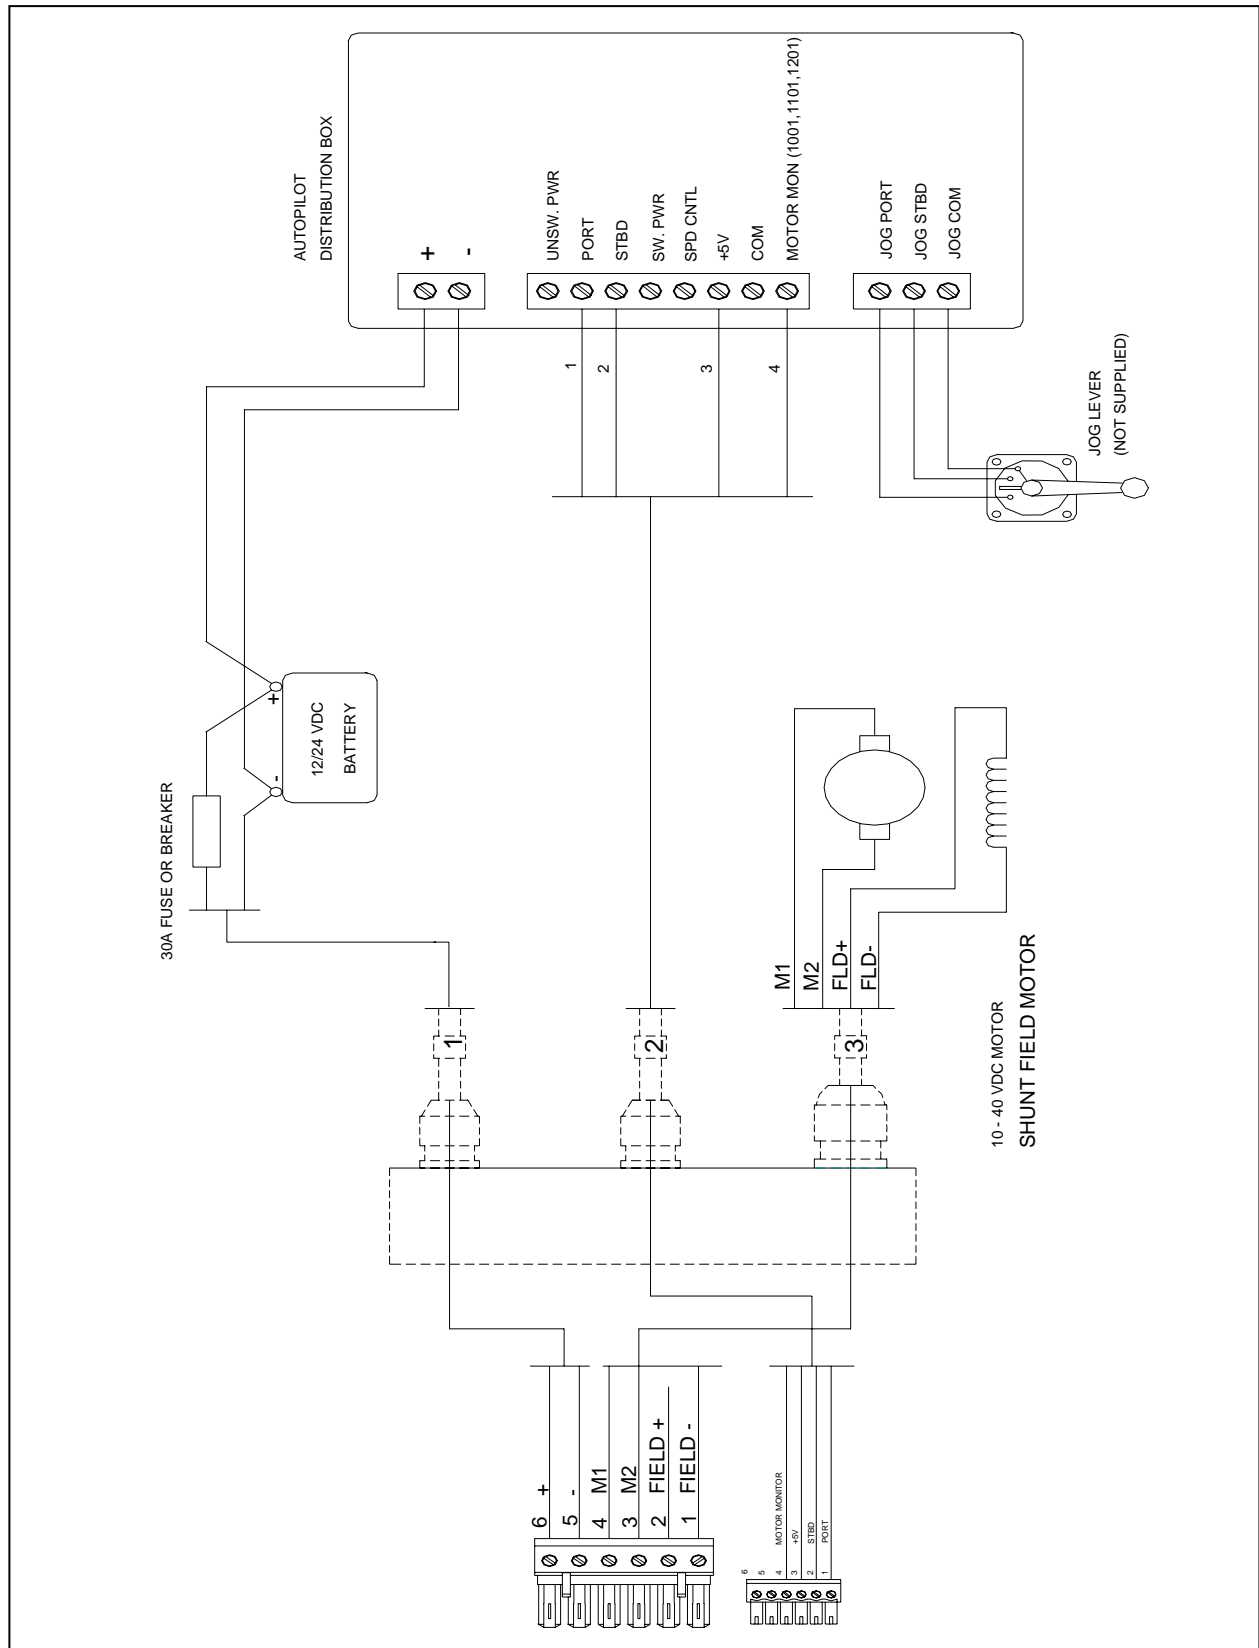 AUTOPILOT
DISTRIBUTION BOX
+
-
UNSW. PWR
PORT
STBD
SW. PWR
SPD CNTL
+5V
COM
MOTOR MON (1001,1101,1201)
JOG PORT
JOG STBD
JOG COM
1
2
3
4
JOG LEVER
(NOT SUPPLIED)
30A FUSE OR BREAKER
+
-
12/24 VDC
BATTERY
M1
M2
FLD+
FLD-
10 - 40 VDC MOTOR
SHUNT FIELD MOTOR
1
2
3
6 +
5 -
4 M1
3 M2
2 FIELD +
1 FIELD -
6
5
4 MOTOR MONITOR
3 +5V
2 STBD
1 PORT